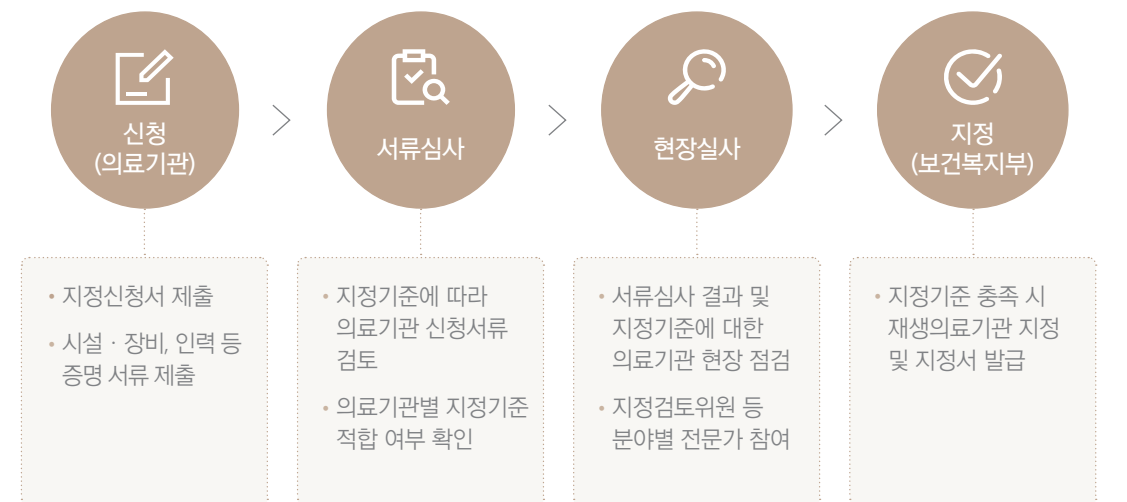 신청
(의료기관)
서류심사
현장실사
지정
(보건복지부)
• 지정신청서 제출
• 시설 · 장비, 인력 등
증명 서류 제출
• 지정기준에 따라
의료기관 신청서류
검토
• 의료기관별 지정기준
적합 여부 확인
• 서류심사 결과 및
지정기준에 대한
의료기관 현장 점검
• 지정검토위원 등
분야별 전문가 참여
• 지정기준 충족 시
재생의료기관 지정
및 지정서 발급